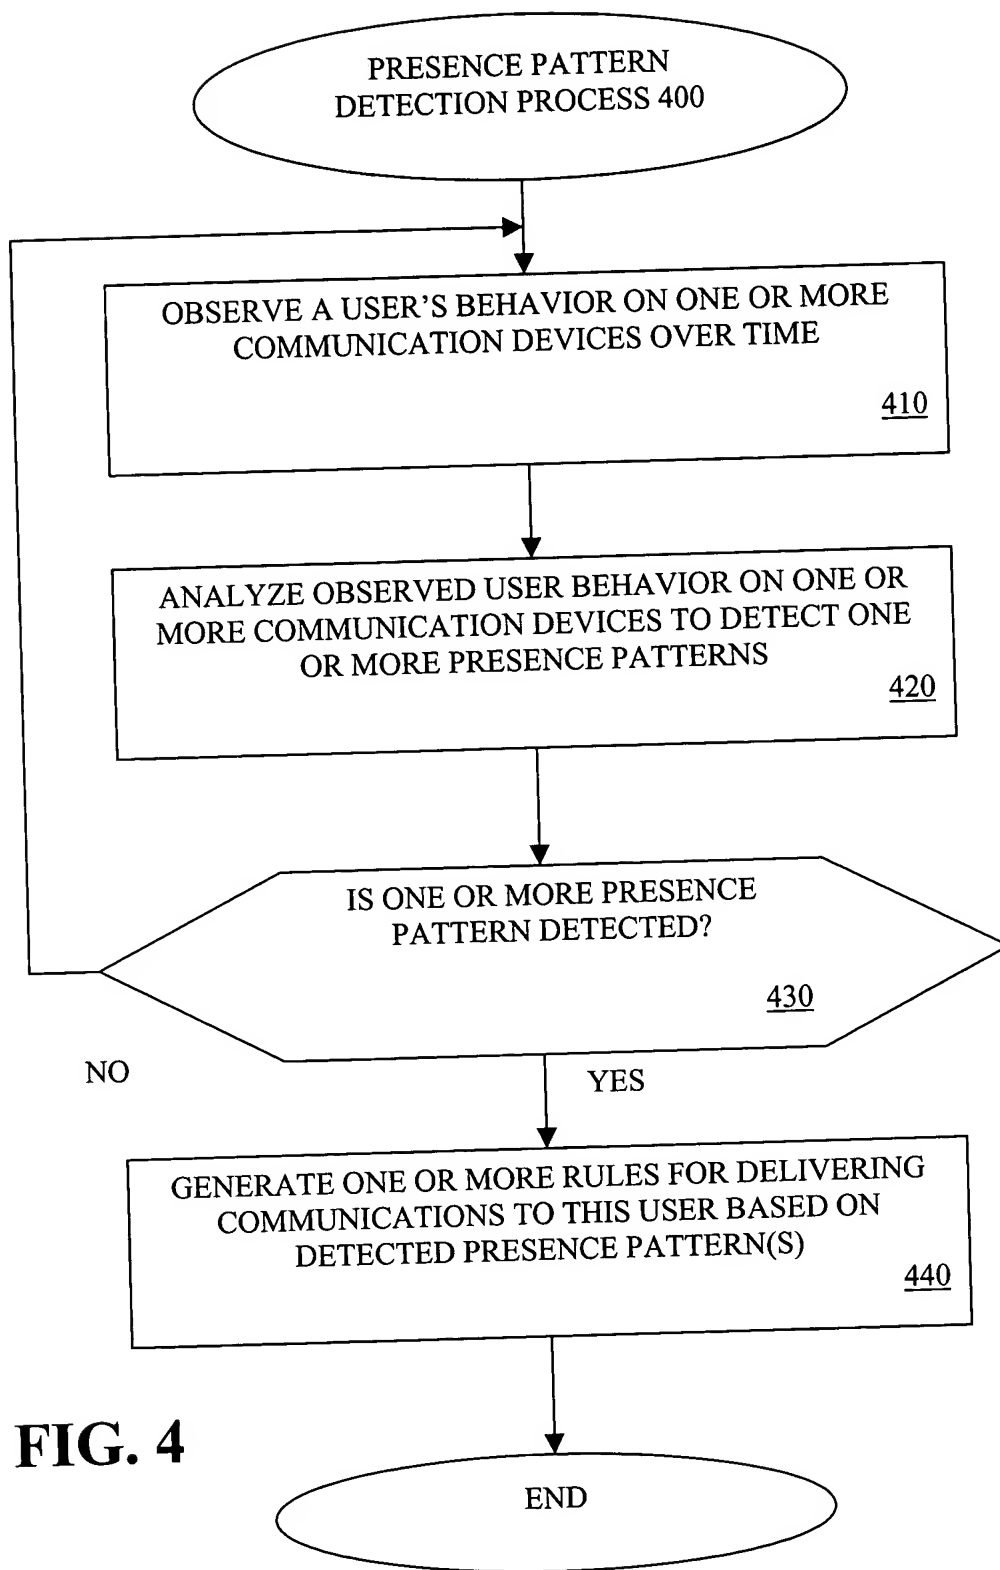 PRESENCE PATTERN
DETECTION PROCESS 400
OBSERVE A USER'S BEHAVIOR ON ONE OR MORE
COMMUNICATION DEVICES OVER TIME
410
ANALYZE OBSERVED USER BEHAVIOR ON ONE OR
MORE COMMUNICATION DEVICES TO DETECT ONE
OR MORE PRESENCE PATTERNS
420
IS ONE OR MORE PRESENCE
PATTERN DETECTED?
430
NO
YES
GENERATE ONE OR MORE RULES FOR DELIVERING
COMMUNICATIONS TO THIS USER BASED ON
DETECTED PRESENCE PATTERN(S)
440
FIG. 4
END